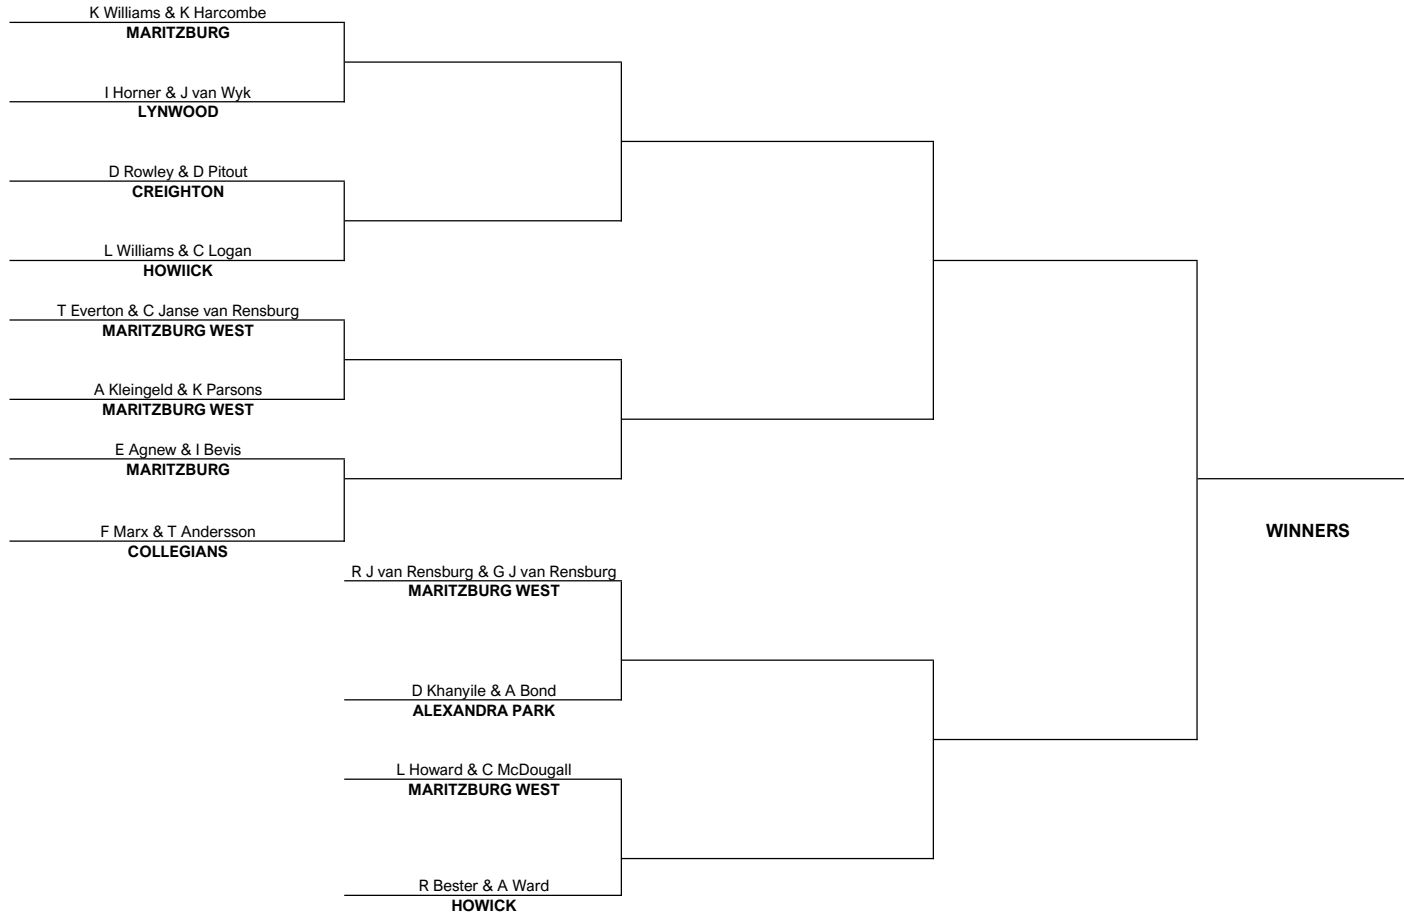 K Williams & K Harcombe
MARITZBURG
I Horner & J van Wyk
LYNWOOD
D Rowley & D Pitout
CREIGHTON
L Williams & C Logan
HOWIICK
T Everton & C Janse van Rensburg
MARITZBURG WEST
A Kleingeld & K Parsons
MARITZBURG WEST
E Agnew & I Bevis
MARITZBURG
F Marx & T Andersson
COLLEGIANS
WINNERS
R J van Rensburg & G J van Rensburg
MARITZBURG WEST
D Khanyile & A Bond
ALEXANDRA PARK
L Howard & C McDougall
MARITZBURG WEST
R Bester & A Ward
HOWICK